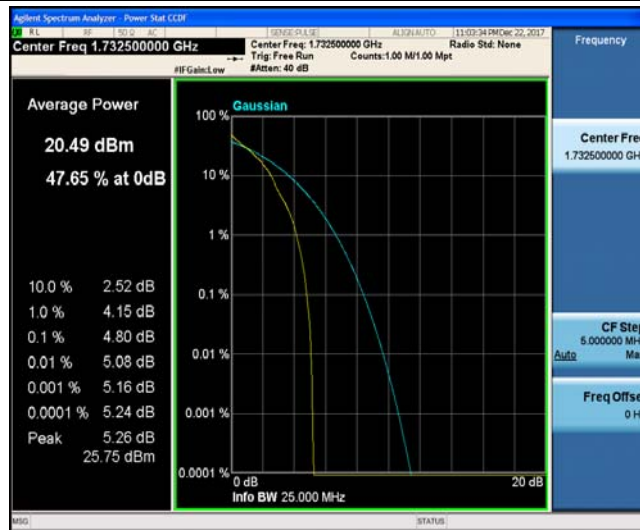 Agilent Spectrum Analyzer - Power Stat CCDF
RL RF 50 Ω AC SENSE:PULSE ALIGN AUTO 11:03:34 PM Dec 22, 2017
Center Freq 1.732500000 GHz
Center Freq: 1.732500000 GHz Radio Std: None
Trig: Free Run Counts:1.00 M/1.00 Mpt
#IFGain:Low #Atten: 40 dB
Frequency
Average Power
20.49 dBm
47.65 % at 0dB
10.0 % 2.52 dB
1.0 % 4.15 dB
0.1 % 4.80 dB
0.01 % 5.08 dB
0.001 % 5.16 dB
0.0001 % 5.24 dB
Peak 5.26 dB
25.75 dBm
Gaussian
100 %
10 %
1 %
0.1 %
0.01 %
0.001 %
0.0001 %
0 dB 20 dB
Info BW 25.000 MHz
Center Fre
1.732500000 GH
CF Step
5.000000 MH
Auto Ma
Freq Offse
0 H
MSG STATUS